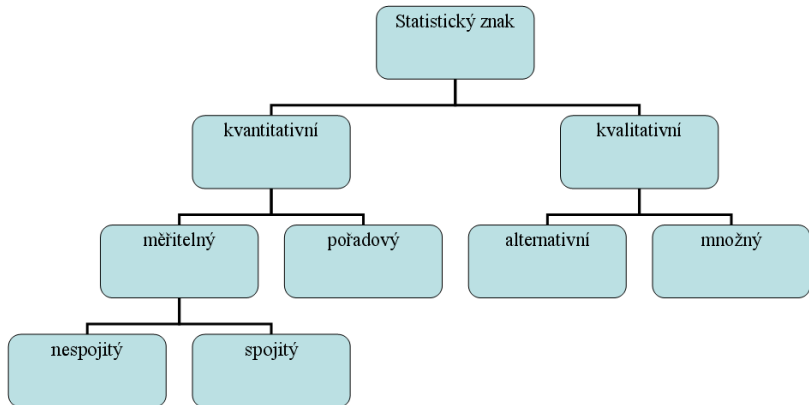 Statistický znak
kvantitativní
kvalitativní
měřitelný
pořadový
alternativní
množný
nespojitý
spojitý